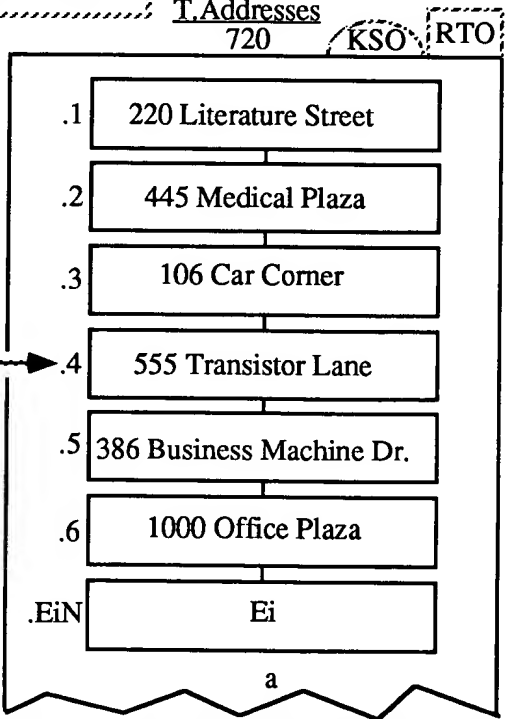 T.Addresses
720 KSO RTO
.1 220 Literature Street
.2 445 Medical Plaza
.3 106 Car Corner
.4 555 Transistor Lane
.5 386 Business Machine Dr.
.6 1000 Office Plaza
.EiN Ei
a